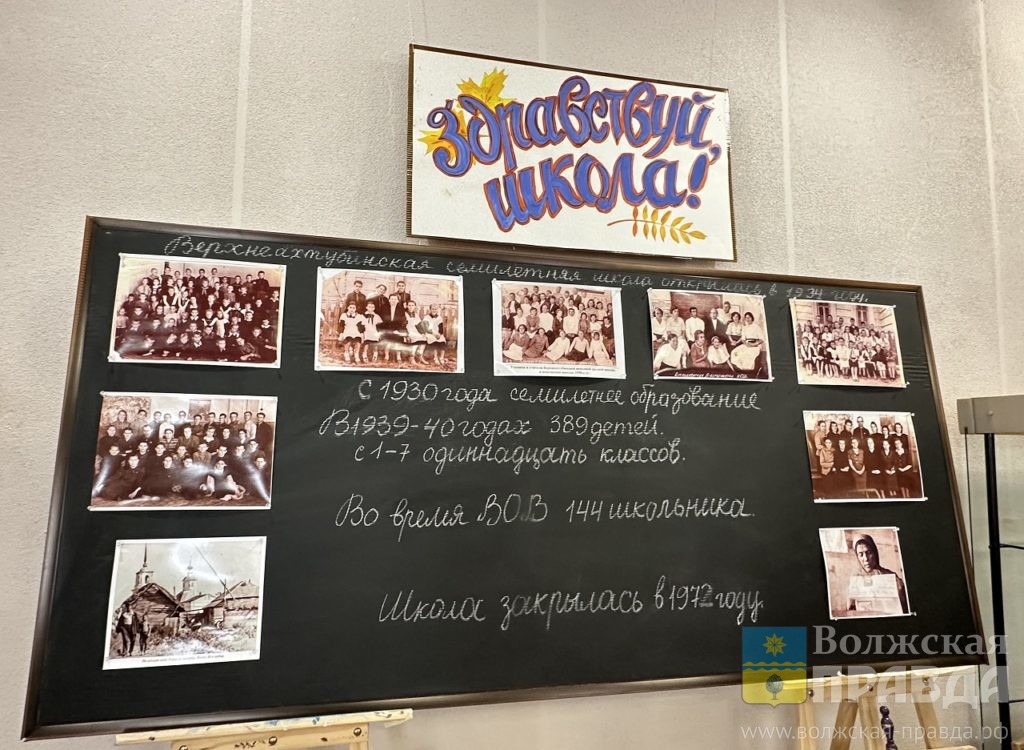 Здравствуй,
школа!
Верхнеахтубинская семилетняя школа открылась в 1934 году.
С 1930 года семилетнее образование
В 1939-40 годах 389 детей.
с 1-7 одиннадцать классов.
Во время ВОВ 144 школьника.
Школа закрылась в 1972 году.
Волжская
ПРАВДА
www.волжская-правда.рф